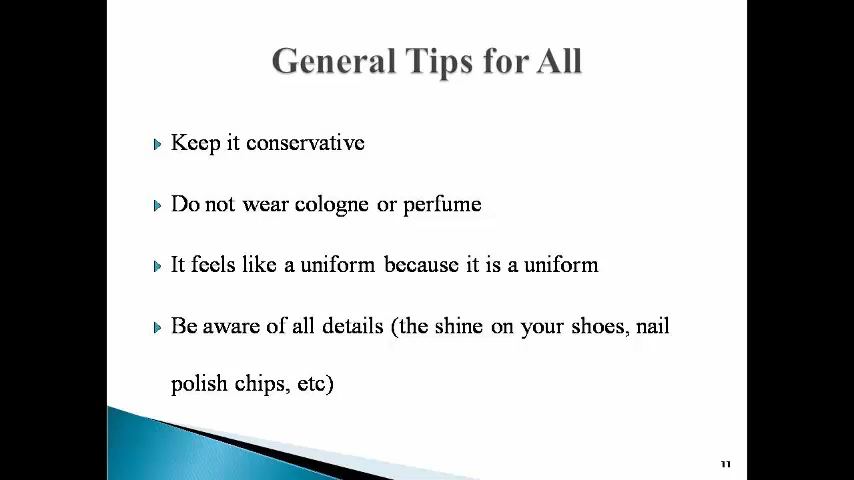 General Tips for All
Keep it conservative
Do not wear cologne or perfume
It feels like a uniform because it is a uniform
Be aware of all details (the shine on your shoes, nail
polish chips, etc)
11